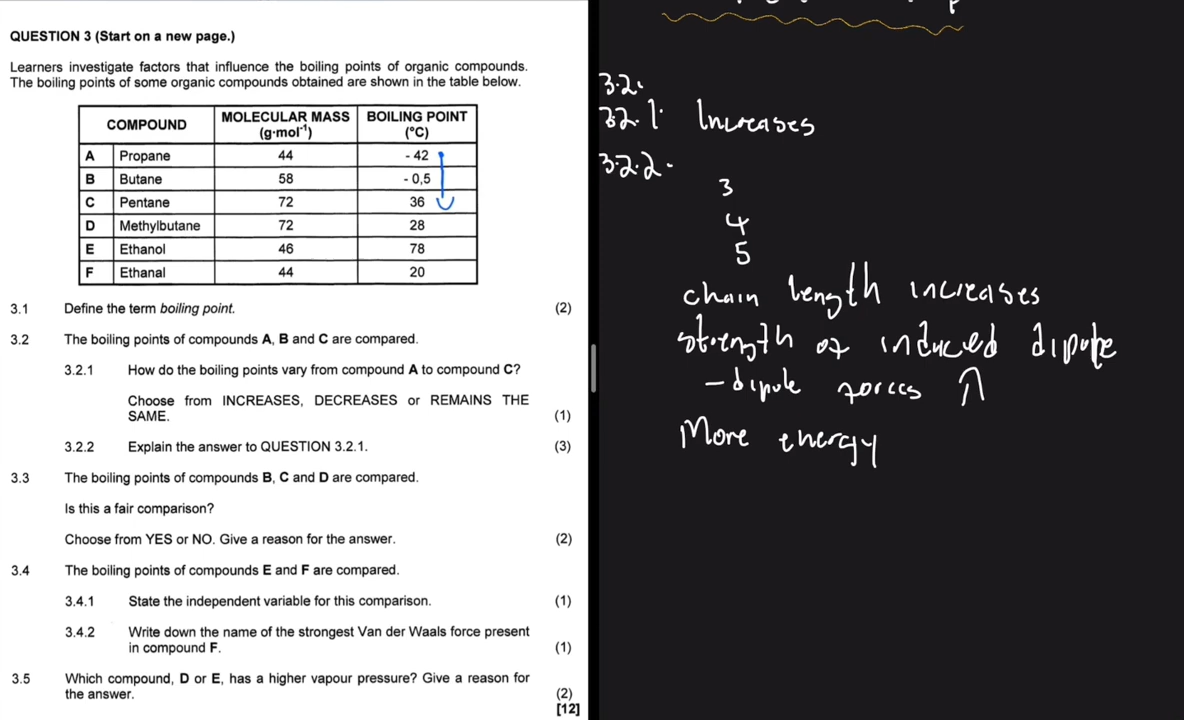 QUESTION 3 (Start on a new page.)
Learners investigate factors that influence the boiling points of organic compounds.
The boiling points of some organic compounds obtained are shown in the table below.
COMPOUND MOLECULAR MASS (g·mol⁻¹) BOILING POINT (°C)
A Propane 44 - 42
B Butane 58 - 0,5
C Pentane 72 36
D Methylbutane 72 28
E Ethanol 46 78
F Ethanal 44 20
3.1 Define the term boiling point. (2)
3.2 The boiling points of compounds A, B and C are compared.
3.2.1 How do the boiling points vary from compound A to compound C?
Choose from INCREASES, DECREASES or REMAINS THE
SAME. (1)
3.2.2 Explain the answer to QUESTION 3.2.1. (3)
3.3 The boiling points of compounds B, C and D are compared.
Is this a fair comparison?
Choose from YES or NO. Give a reason for the answer. (2)
3.4 The boiling points of compounds E and F are compared.
3.4.1 State the independent variable for this comparison. (1)
3.4.2 Write down the name of the strongest Van der Waals force present
in compound F. (1)
3.5 Which compound, D or E, has a higher vapour pressure? Give a reason for
the answer. (2)
[12]
3.2.
3.2.1. Increases
3.2.2.
3
4
5
chain length increases
strength of induced dipole
- dipole forces ↑
More energy